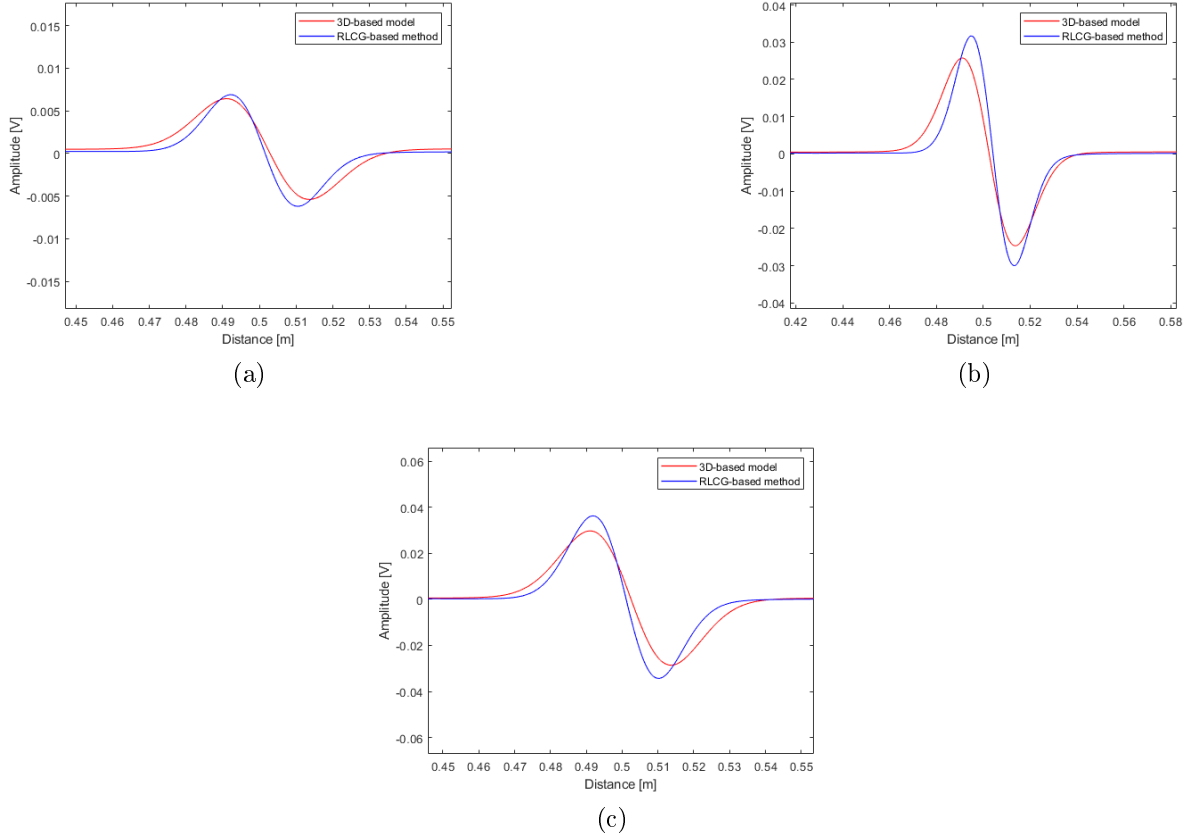 3D-based model
RLCG-based method
Amplitude [V]
0.015
0.01
0.005
0
-0.005
-0.01
-0.015
0.45 0.46 0.47 0.48 0.49 0.5 0.51 0.52 0.53 0.54 0.55
Distance [m]
(a)
3D-based model
RLCG-based method
Amplitude [V]
0.04
0.03
0.02
0.01
0
-0.01
-0.02
-0.03
-0.04
0.42 0.44 0.46 0.48 0.5 0.52 0.54 0.56 0.58
Distance [m]
(b)
3D-based model
RLCG-based method
Amplitude [V]
0.06
0.04
0.02
0
-0.02
-0.04
-0.06
0.45 0.46 0.47 0.48 0.49 0.5 0.51 0.52 0.53 0.54 0.55
Distance [m]
(c)